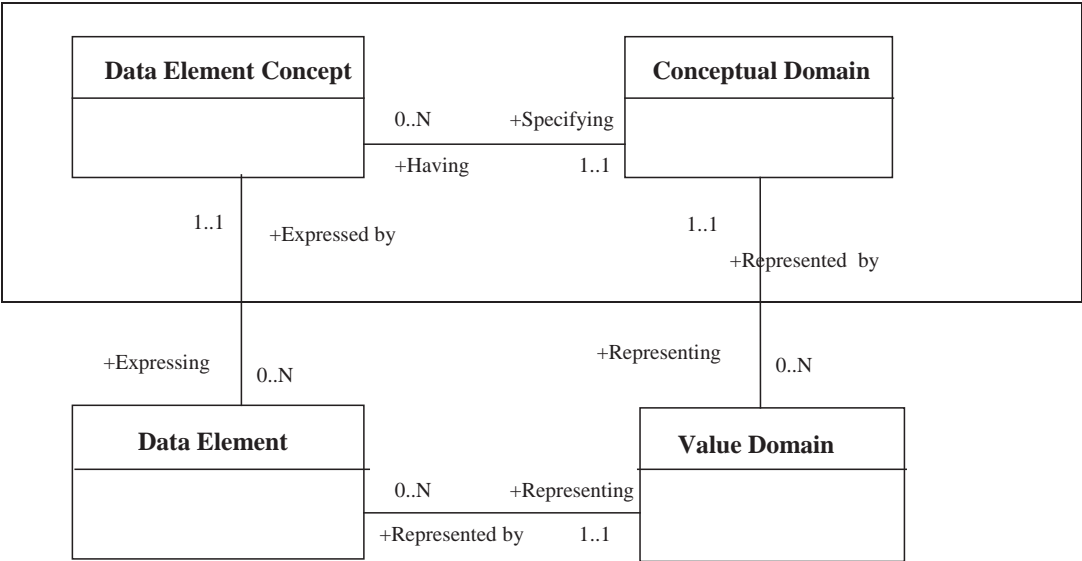 Data Element Concept
Conceptual Domain
0..N
+Specifying
+Having
1..1
1..1
+Expressed by
1..1
+Represented by
+Expressing
0..N
+Representing
0..N
Data Element
Value Domain
0..N
+Representing
+Represented by
1..1